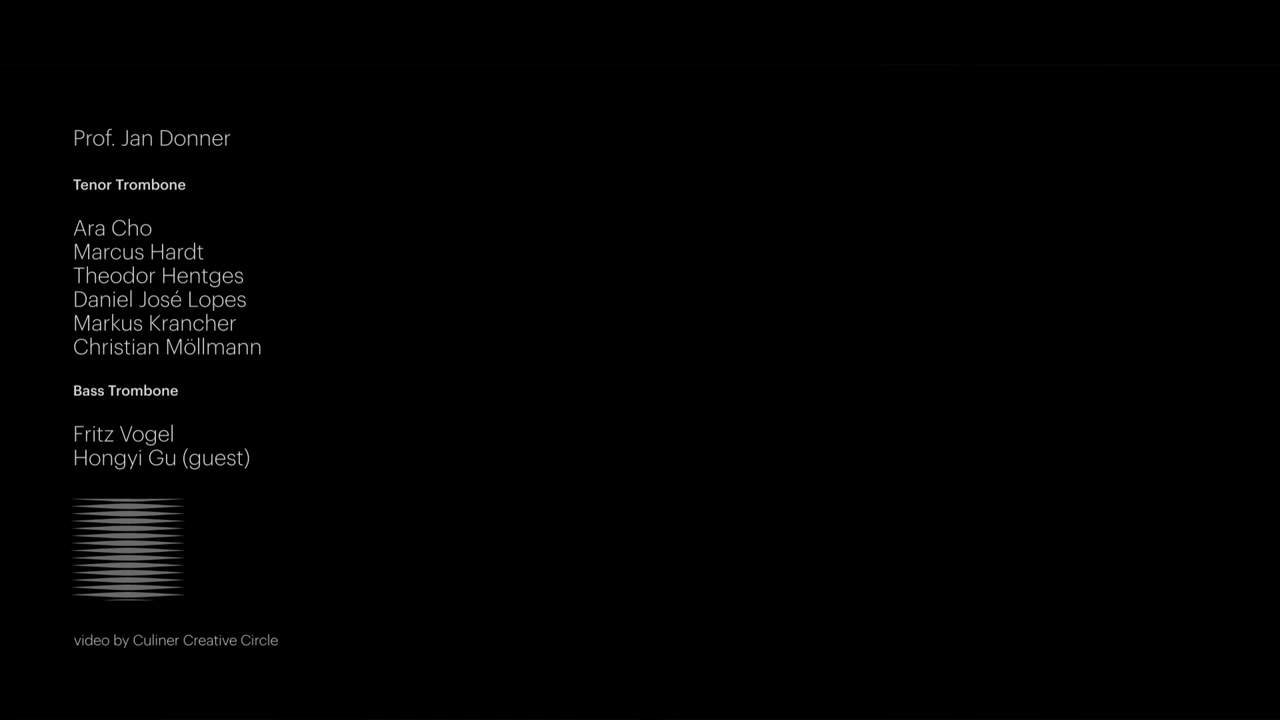 Prof. Jan Donner
Tenor Trombone
Ara Cho
Marcus Hardt
Theodor Hentges
Daniel José Lopes
Markus Krancher
Christian Möllmann
Bass Trombone
Fritz Vogel
Hongyi Gu (guest)
video by Culiner Creative Circle